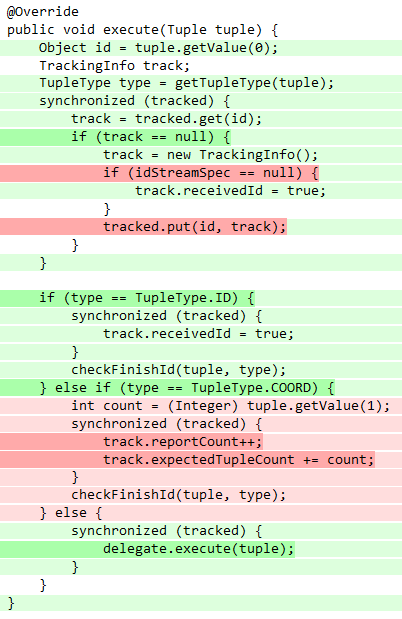 @Override
public void execute(Tuple tuple) {
    Object id = tuple.getValue(0);
    TrackingInfo track;
    TupleType type = getTupleType(tuple);
    synchronized (tracked) {
        track = tracked.get(id);
        if (track == null) {
            track = new TrackingInfo();
            if (idStreamSpec == null) {
                track.receivedId = true;
            }
            tracked.put(id, track);
        }
    }

    if (type == TupleType.ID) {
        synchronized (tracked) {
            track.receivedId = true;
        }
        checkFinishId(tuple, type);
    } else if (type == TupleType.COORD) {
        int count = (Integer) tuple.getValue(1);
        synchronized (tracked) {
            track.reportCount++;
            track.expectedTupleCount += count;
        }
        checkFinishId(tuple, type);
    } else {
        synchronized (tracked) {
            delegate.execute(tuple);
        }
    }
}